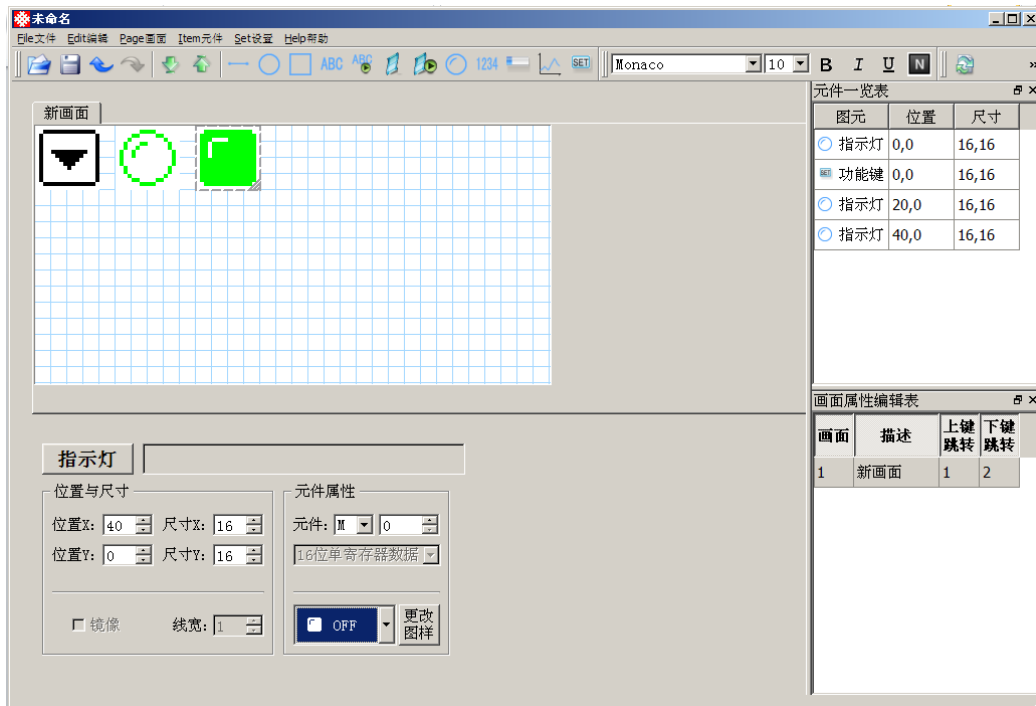 未命名
File文件 Edit编辑 Page画面 Item元件 Set设置 Help帮助
ABC ABC 1234 SET Monaco 10 B I U N »
新画面
元件一览表
图元 位置 尺寸
指示灯 0,0 16,16
SET 功能键 0,0 16,16
指示灯 20,0 16,16
指示灯 40,0 16,16
画面属性编辑表
画面 描述 上键跳转 下键跳转
1 新画面 1 2
指示灯
位置与尺寸
位置X: 40 尺寸X: 16
位置Y: 0 尺寸Y: 16
镜像 线宽: 1
元件属性
元件: M 0
16位单寄存器数据
OFF 更改图样